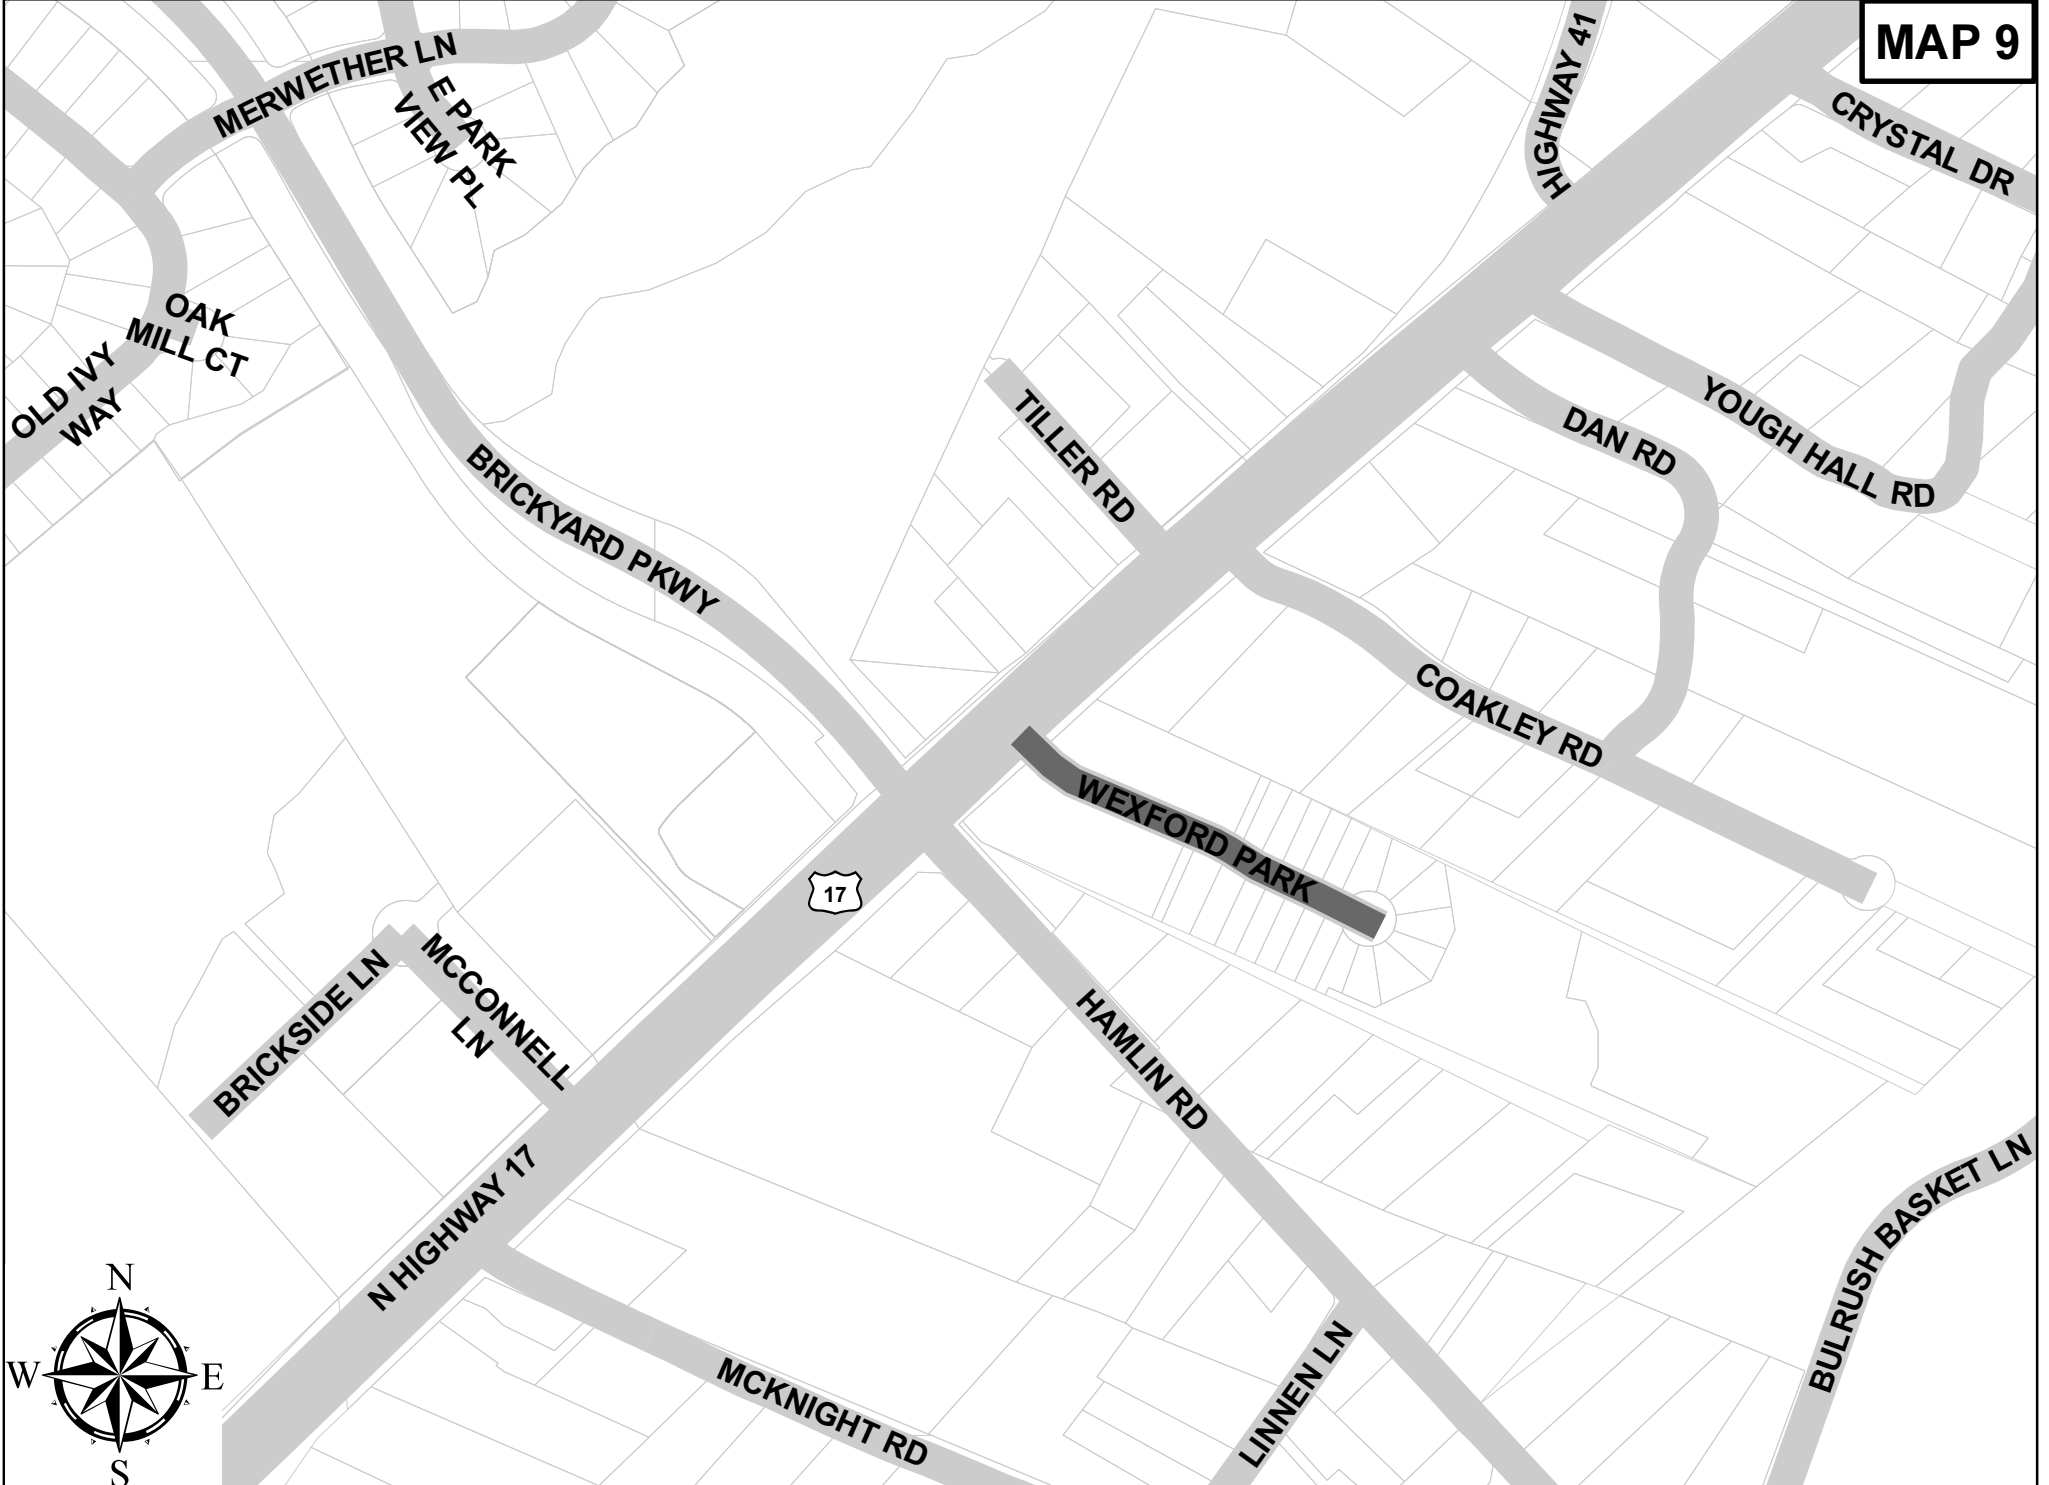 MAP 9
HIGHWAY 41
MERWETHER LN
E PARK
VIEW PL
CRYSTAL DR
OAK
MILL CT
OLD IVY
WAY
TILLER RD
YOUGH HALL RD
DAN RD
BRICKYARD PKWY
COAKLEY RD
WEXFORD PARK
17
MCCONNELL
LN
BRICKSIDE LN
HAMLIN RD
N HIGHWAY 17
BULRUSH BASKET LN
LINNEN LN
MCKNIGHT RD
N
W
E
S